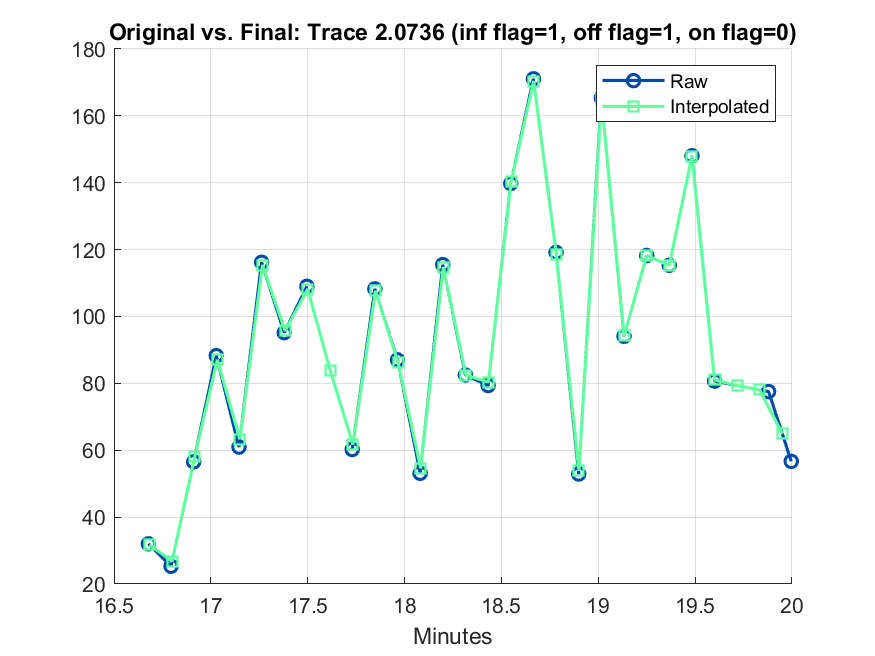 Original vs. Final: Trace 2.0736 (inf flag=1, off flag=1, on flag=0)
180
160
140
120
100
80
60
40
20
Raw
Interpolated
16.5 17 17.5 18 18.5 19 19.5 20
Minutes